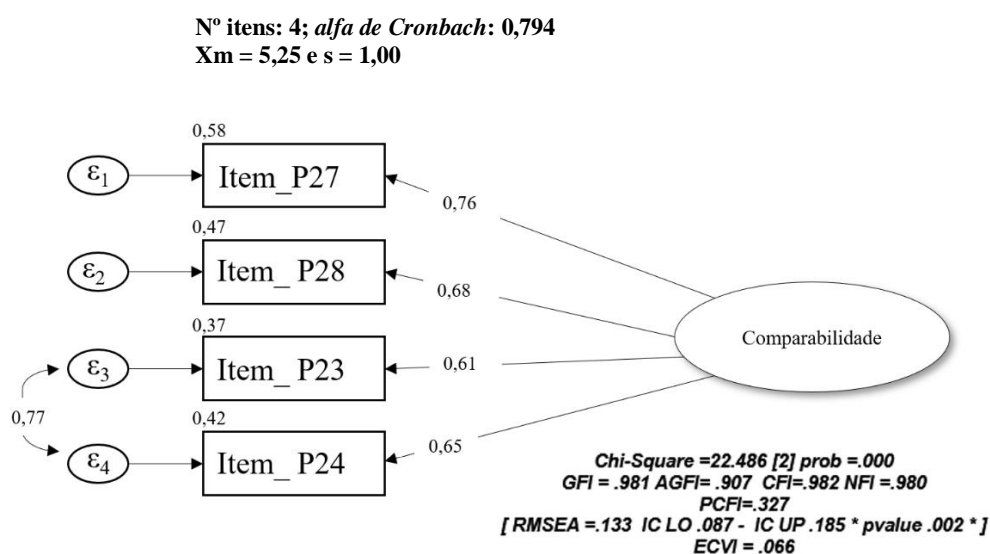 Nº itens: 4; alfa de Cronbach: 0,794
Xm = 5,25 e s = 1,00
0,58
ε1
Item_P27
0,76
0,47
ε2
Item_ P28
0,68
Comparabilidade
0,37
ε3
Item_ P23
0,61
0,77
0,42
ε4
Item_ P24
0,65
Chi-Square =22.486 [2] prob =.000
GFI = .981 AGFI= .907 CFI=.982 NFI =.980
PCFI=.327
[ RMSEA =.133 IC LO .087 - IC UP .185 * pvalue .002 * ]
ECVI = .066